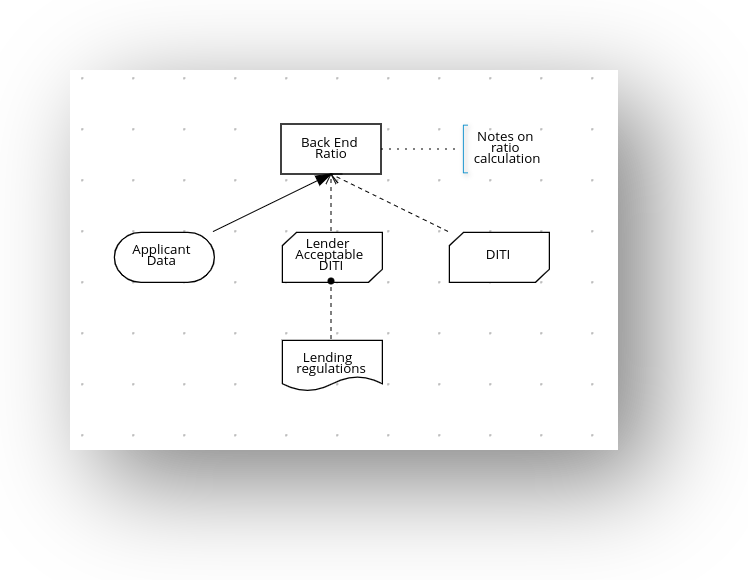 Back End
Ratio
Notes on
ratio
calculation
Applicant
Data
Lender
Acceptable
DITI
DITI
Lending
regulations